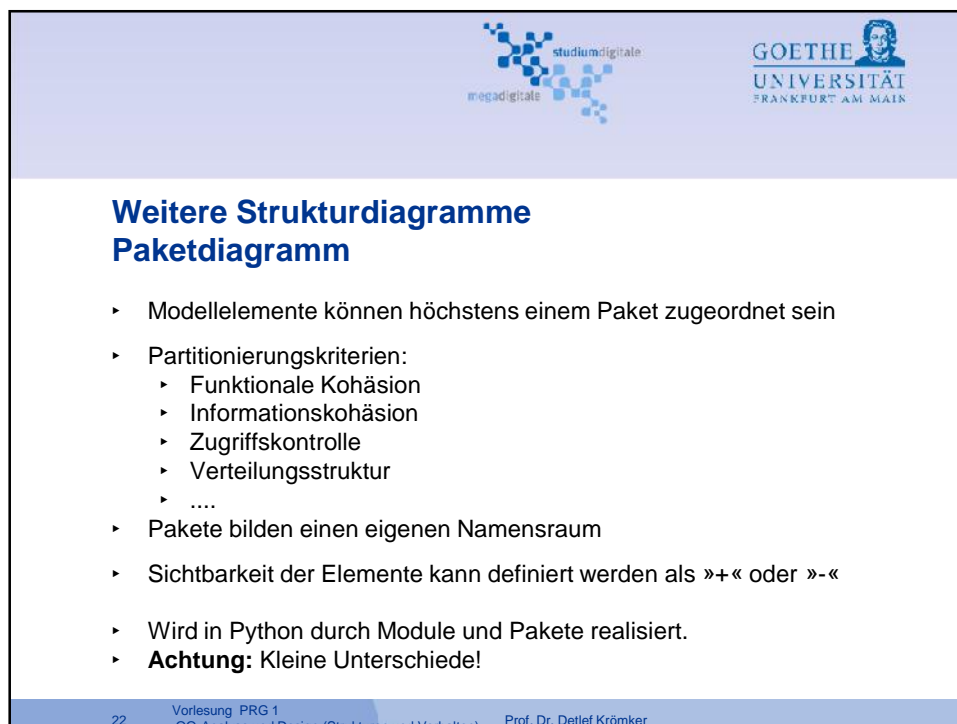 studiumdigitale
megadigitale
GOETHE
UNIVERSITÄT
FRANKFURT AM MAIN
Weitere Strukturdiagramme
Paketdiagramm
‣ Modellelemente können höchstens einem Paket zugeordnet sein
‣ Partitionierungskriterien:
‣ Funktionale Kohäsion
‣ Informationskohäsion
‣ Zugriffskontrolle
‣ Verteilungsstruktur
‣ ....
‣ Pakete bilden einen eigenen Namensraum
‣ Sichtbarkeit der Elemente kann definiert werden als »+« oder »-«
‣ Wird in Python durch Module und Pakete realisiert.
‣ Achtung: Kleine Unterschiede!
22 Vorlesung PRG 1
Prof. Dr. Detlef Krömker